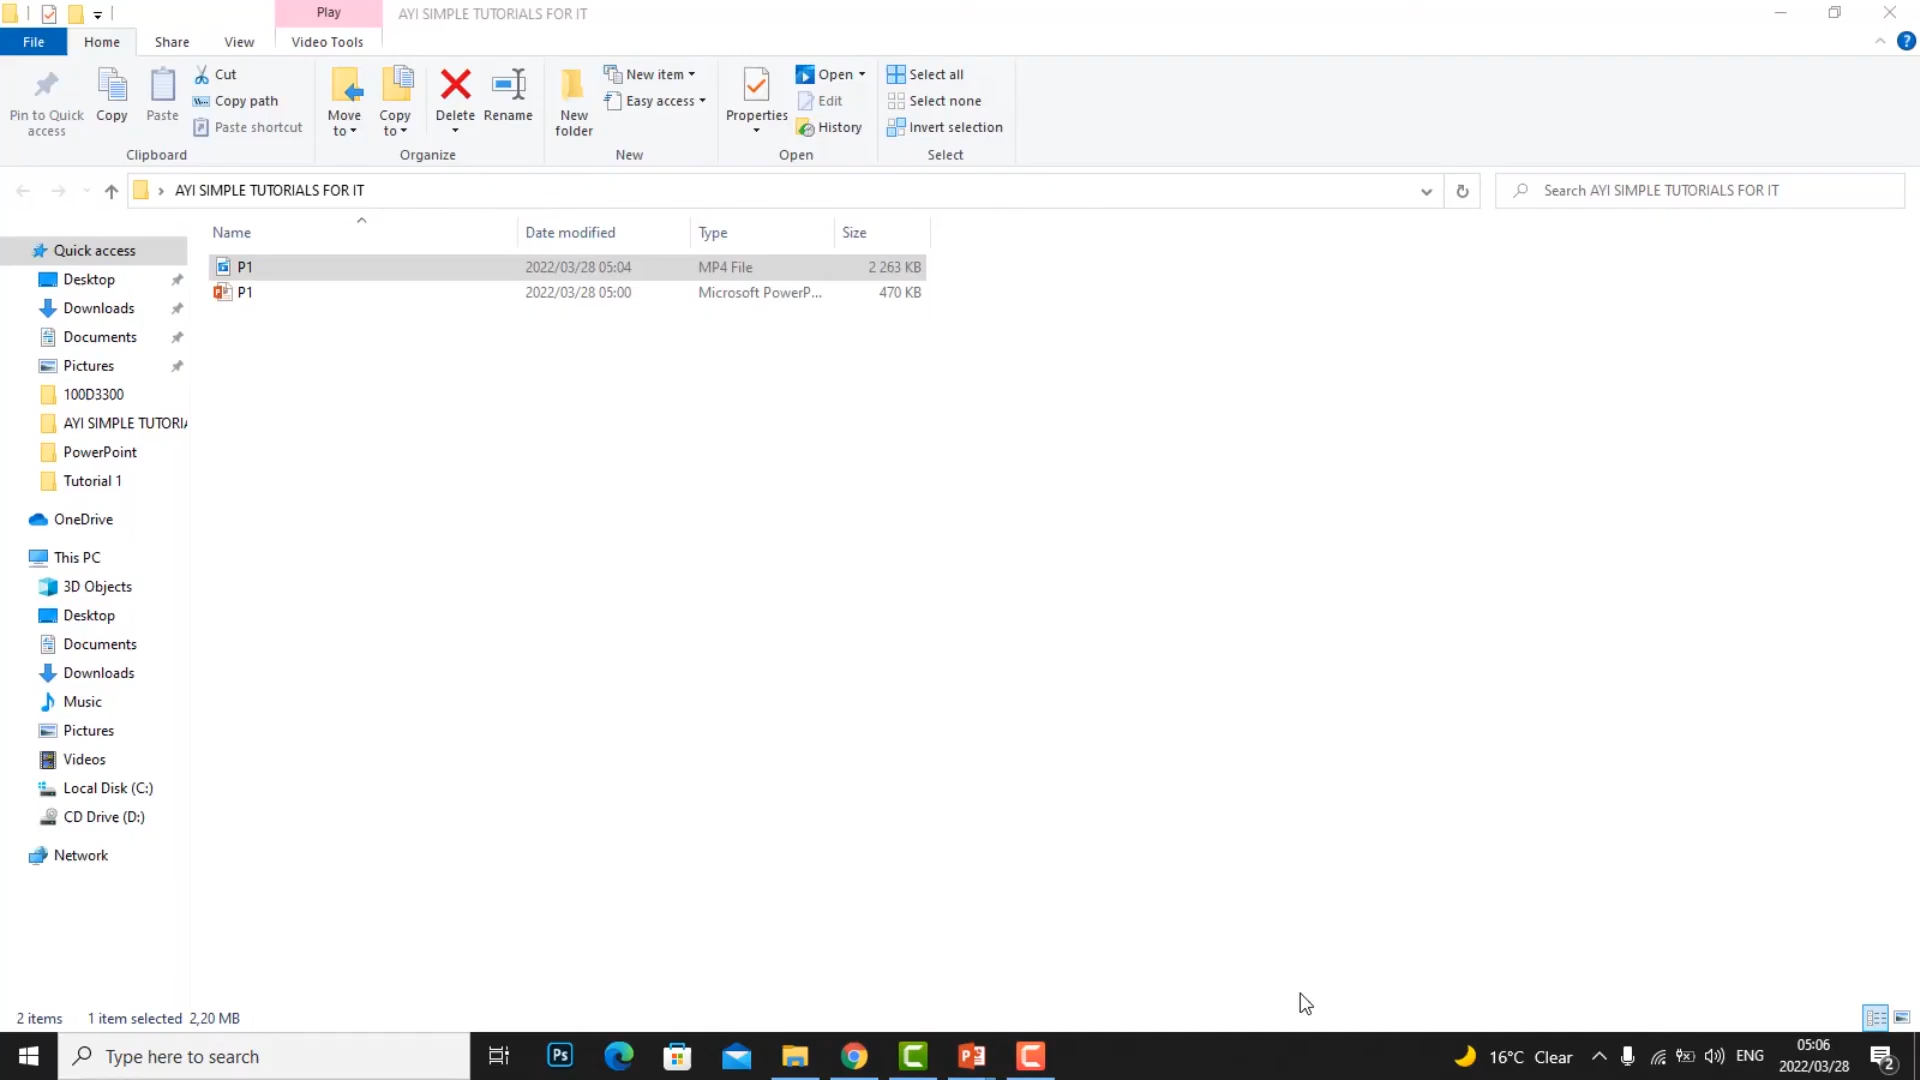 Play
AYI SIMPLE TUTORIALS FOR IT
File
Home
Share
View
Video Tools
Pin to Quick access
Copy
Paste
Cut
Copy path
Paste shortcut
Clipboard
Move to
Copy to
Delete
Rename
Organize
New folder
New item
Easy access
New
Properties
Open
Edit
History
Open
Select all
Select none
Invert selection
Select
AYI SIMPLE TUTORIALS FOR IT
Search AYI SIMPLE TUTORIALS FOR IT
Name
Date modified
Type
Size
P1 2022/03/28 05:04 MP4 File 2 263 KB
P1 2022/03/28 05:00 Microsoft PowerP... 470 KB
Quick access
Desktop
Downloads
Documents
Pictures
100D3300
AYI SIMPLE TUTORIA
PowerPoint
Tutorial 1
OneDrive
This PC
3D Objects
Desktop
Documents
Downloads
Music
Pictures
Videos
Local Disk (C:)
CD Drive (D:)
Network
2 items 1 item selected 2,20 MB
Type here to search
Ps
16°C Clear
ENG
05:06
2022/03/28
2